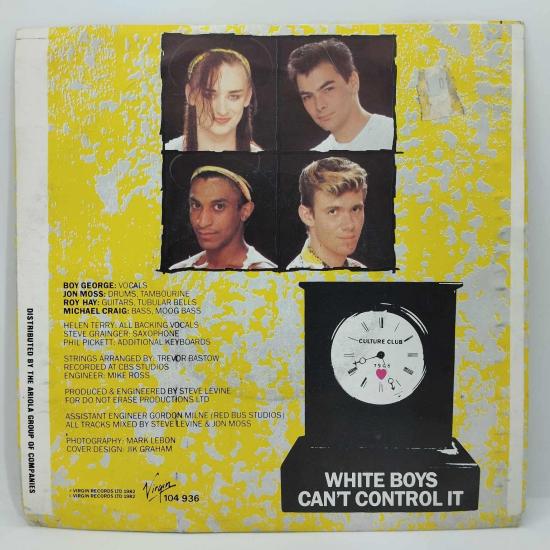 BOY GEORGE: VOCALS
JON MOSS: DRUMS, TAMBOURINE
ROY HAY: GUITARS, TUBULAR BELLS
MICHAEL CRAIG: BASS, MOOG BASS
HELEN TERRY: ALL BACKING VOCALS
STEVE GRAINGER: SAXOPHONE
PHIL PICKETT: ADDITIONAL KEYBOARDS
STRINGS ARRANGED BY: TREVOR BASTOW
RECORDED AT CBS STUDIOS
ENGINEER: MIKE ROSS
PRODUCED & ENGINEERED BY STEVE LEVINE
FOR DO NOT ERASE PRODUCTIONS LTD
ASSISTANT ENGINEER GORDON MILNE (RED BUS STUDIOS)
ALL TRACKS MIXED BY STEVE LEVINE & JON MOSS
PHOTOGRAPHY: MARK LEBON
COVER DESIGN: JIK GRAHAM
℗ VIRGIN RECORDS LTD 1982
© VIRGIN RECORDS LTD 1982
Virgin
104 936
DISTRIBUTED BY THE ARIOLA GROUP OF COMPANIES
CULTURE CLUB
WHITE BOYS
CAN'T CONTROL IT